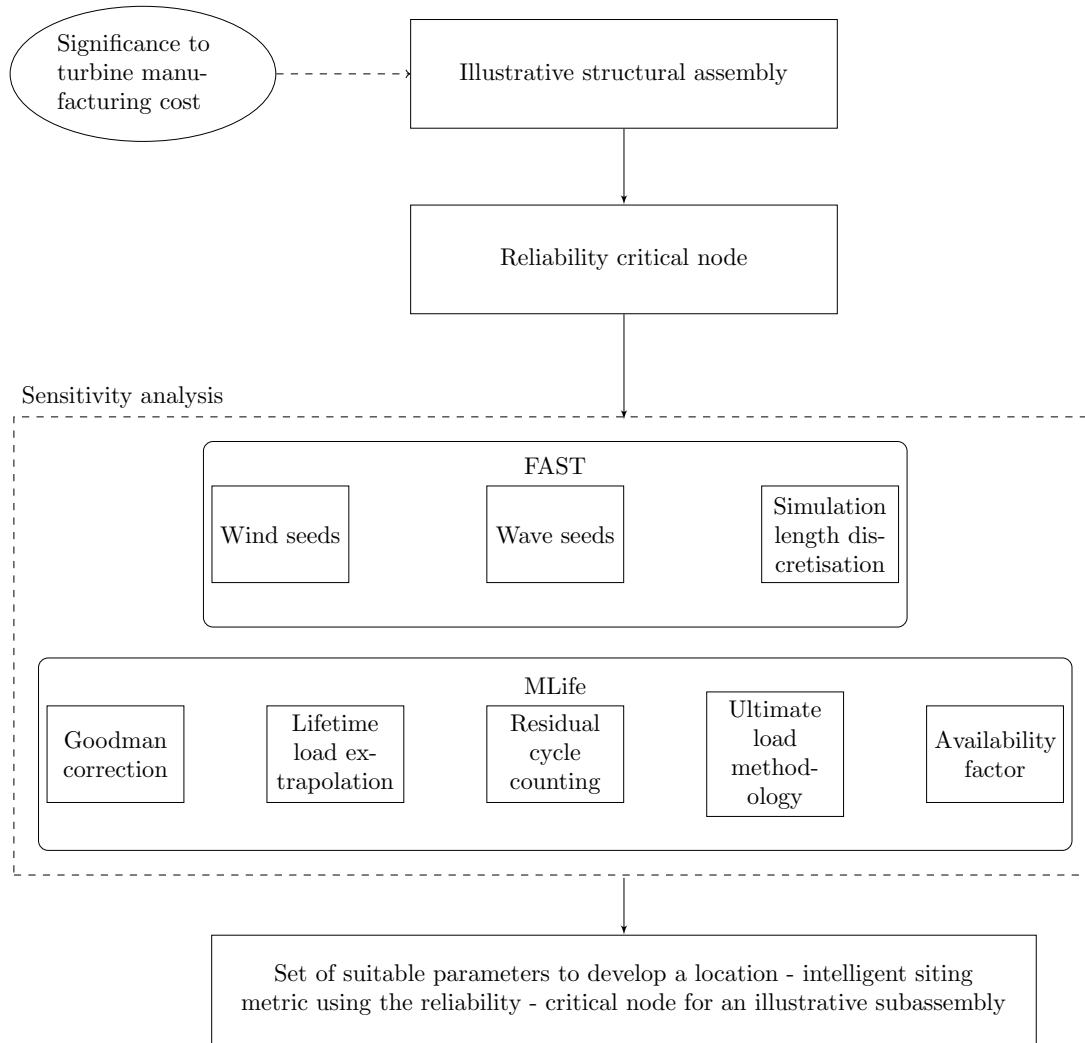 Significance to
turbine manu-
facturing cost
Illustrative structural assembly
Reliability critical node
Sensitivity analysis
FAST
Wind seeds
Wave seeds
Simulation
length dis-
cretisation
MLife
Goodman
correction
Lifetime
load ex-
trapolation
Residual
cycle
counting
Ultimate
load
method-
ology
Availability
factor
Set of suitable parameters to develop a location - intelligent siting
metric using the reliability - critical node for an illustrative subassembly